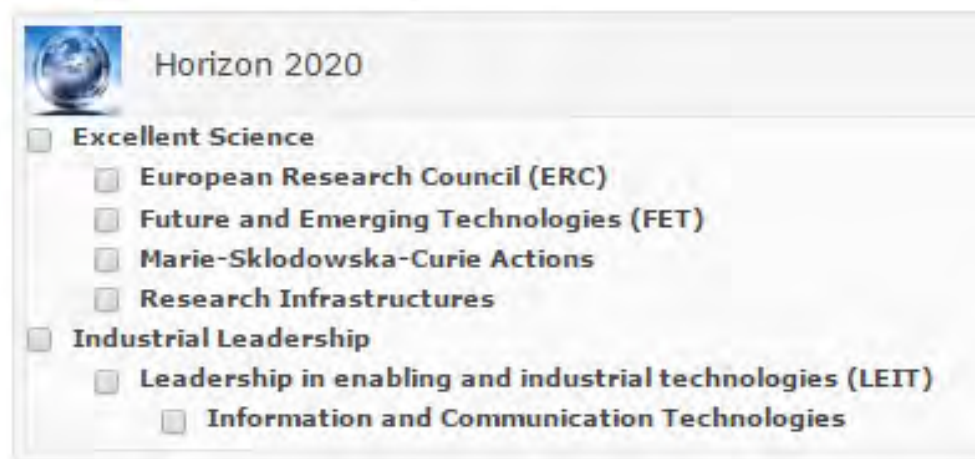 Horizon 2020
Excellent Science
European Research Council (ERC)
Future and Emerging Technologies (FET)
Marie-Sklodowska-Curie Actions
Research Infrastructures
Industrial Leadership
Leadership in enabling and industrial technologies (LEIT)
Information and Communication Technologies